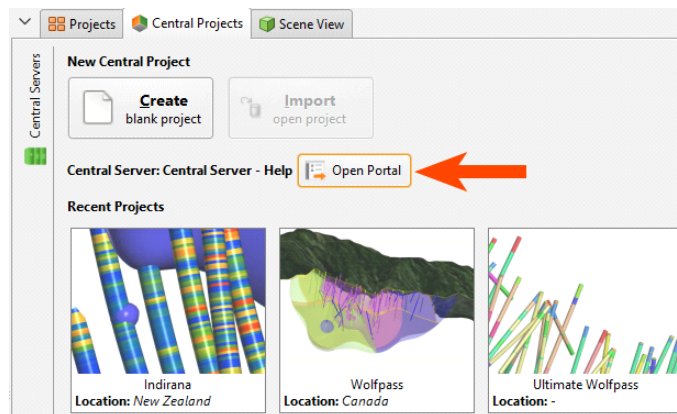 Projects
Central Projects
Scene View
Central Servers
New Central Project
Create
blank project
Import
open project
Central Server: Central Server - Help
Open Portal
Recent Projects
Indirana
Location: New Zealand
Wolfpass
Location: Canada
Ultimate Wolfpass
Location: -